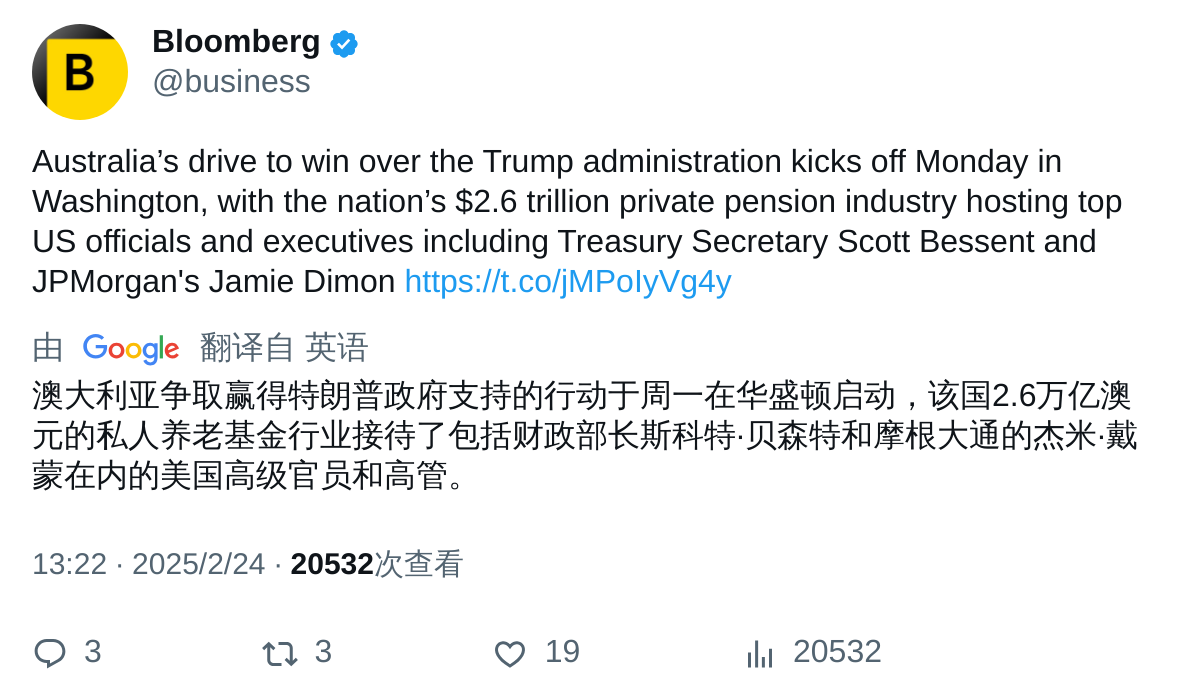 B
Bloomberg
@business
Australia’s drive to win over the Trump administration kicks off Monday in
Washington, with the nation’s $2.6 trillion private pension industry hosting top
US officials and executives including Treasury Secretary Scott Bessent and
JPMorgan's Jamie Dimon https://t.co/jMPoIyVg4y
由 Google 翻译自 英语
澳大利亚争取赢得特朗普政府支持的行动于周一在华盛顿启动，该国2.6万亿澳
元的私人养老基金行业接待了包括财政部长斯科特·贝森特和摩根大通的杰米·戴
蒙在内的美国高级官员和高管。
13:22 · 2025/2/24 · 20532次查看
3 3 19 20532